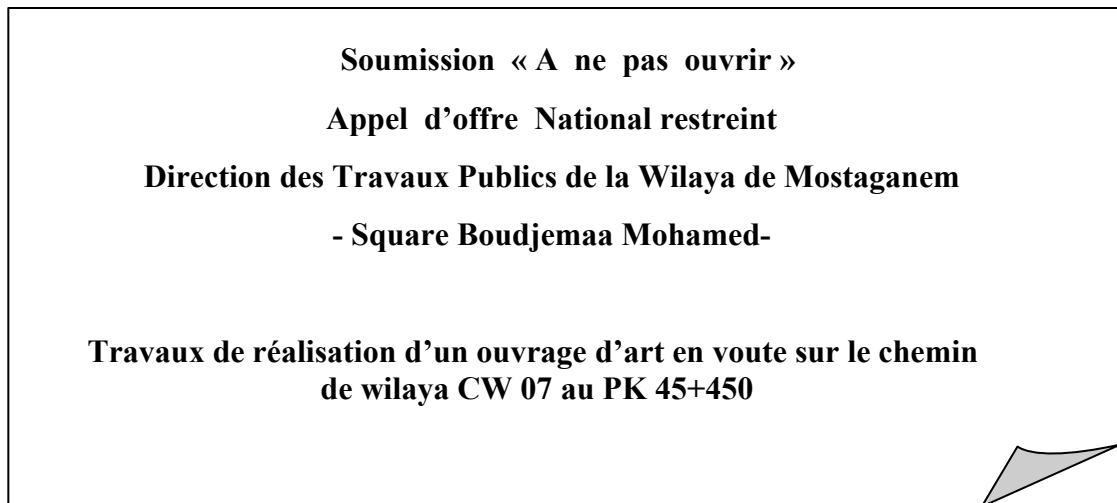 Soumission « A ne pas ouvrir »
Appel d’offre National restreint
Direction des Travaux Publics de la Wilaya de Mostaganem
- Square Boudjemaa Mohamed-
Travaux de réalisation d’un ouvrage d’art en voute sur le chemin
de wilaya CW 07 au PK 45+450